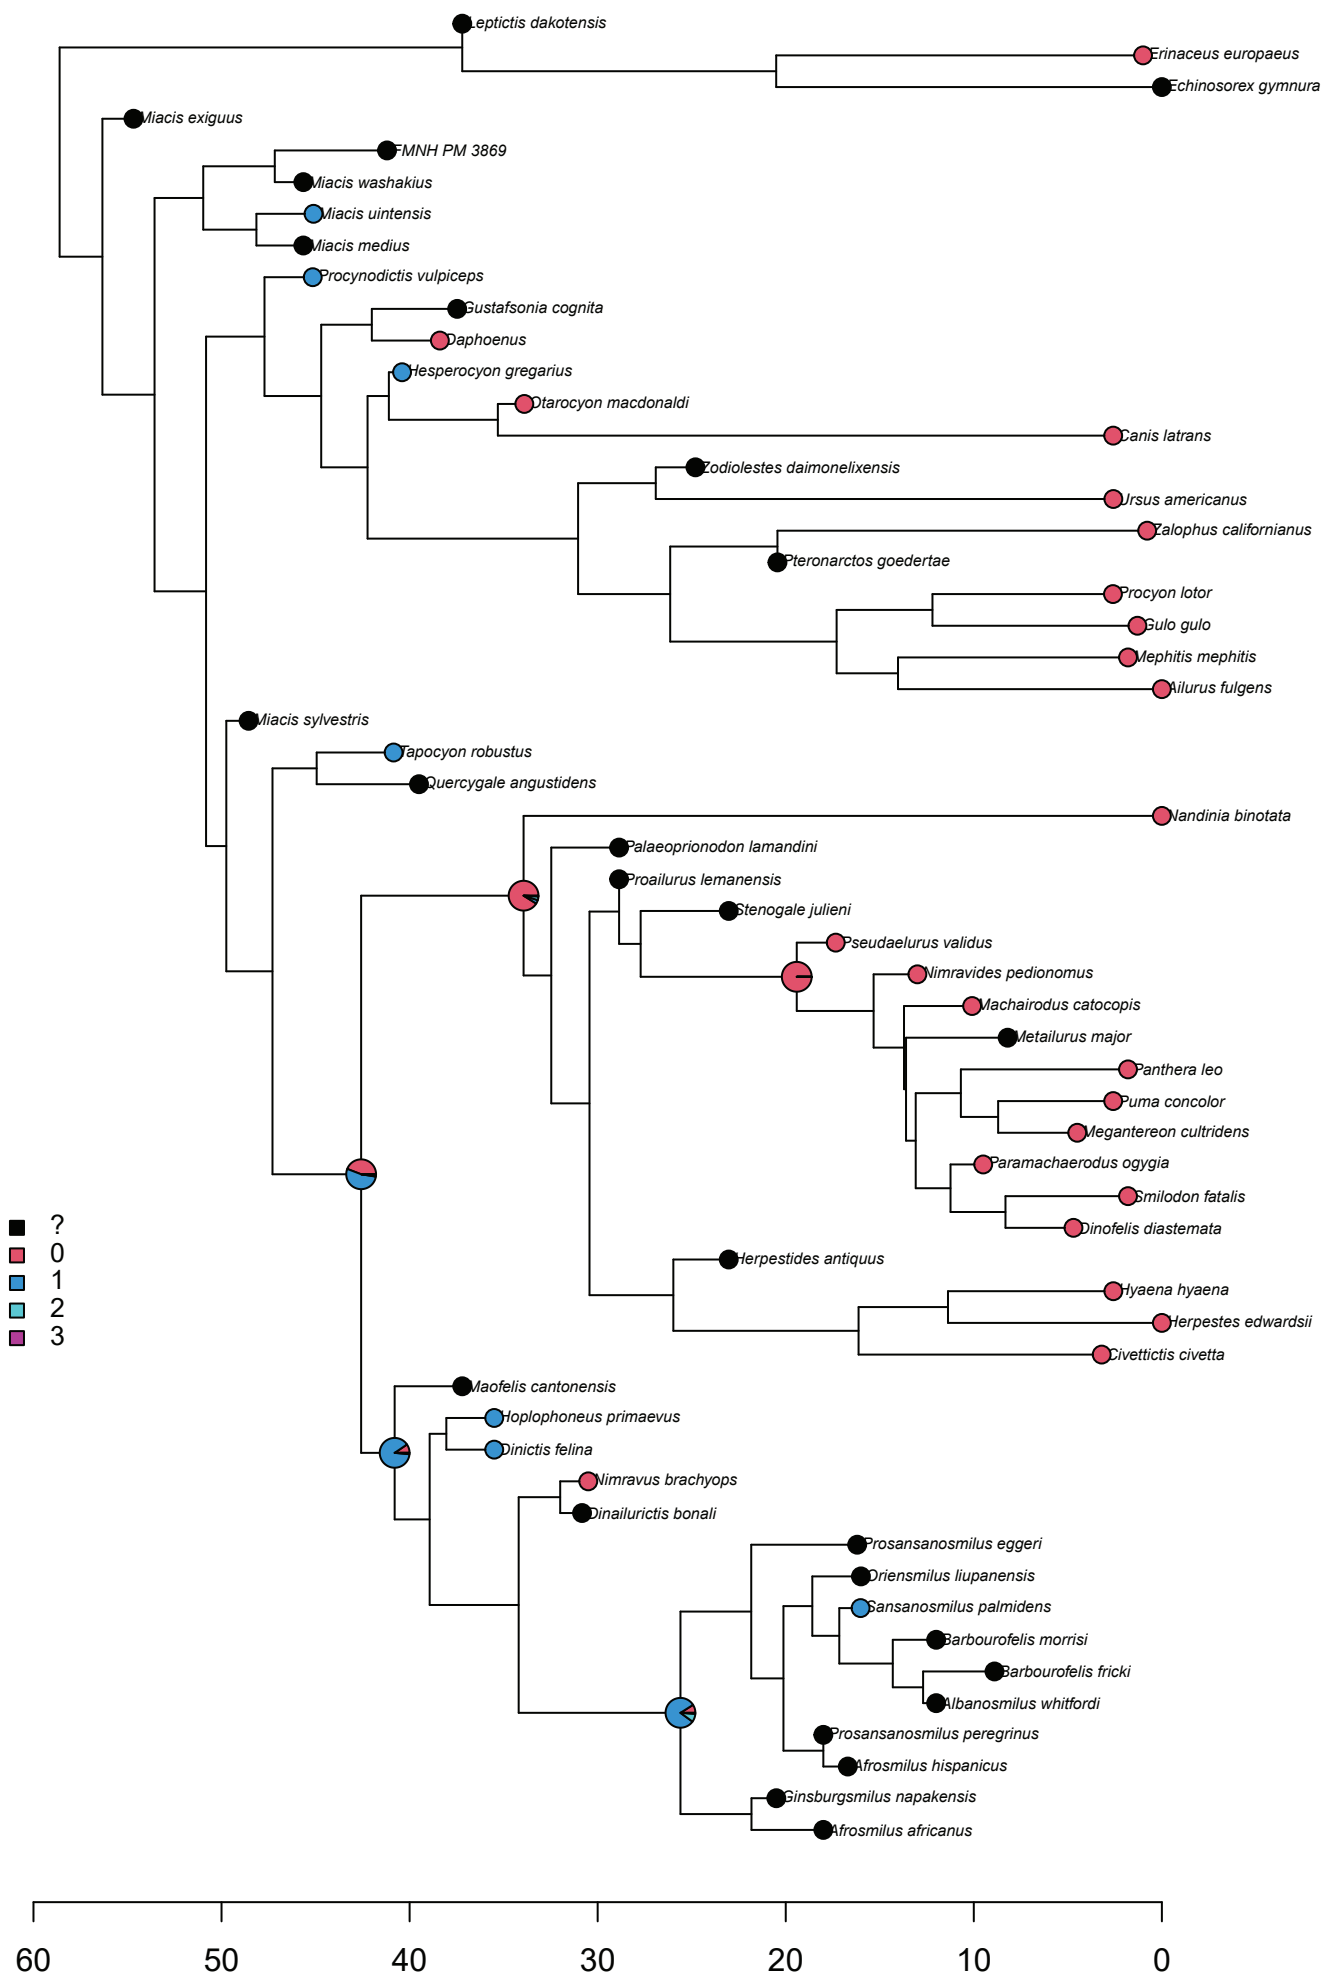 Leptictis dakotensis
Erinaceus europaeus
Echinosorex gymnura
Miacis exiguus
FMNH PM 3869
Miacis washakius
Miacis uintensis
Miacis medius
Procynodictis vulpiceps
Gustafsonia cognita
Daphoenus
Hesperocyon gregarius
Otarocyon macdonaldi
Canis latrans
Zodiolestes daimonelixensis
Ursus americanus
Zalophus californianus
Pteronarctos goedertae
Procyon lotor
Gulo gulo
Mephitis mephitis
Ailurus fulgens
Miacis sylvestris
Tapocyon robustus
Quercygale angustidens
Nandinia binotata
Palaeoprionodon lamandini
Proailurus lemanensis
Stenogale julieni
Pseudaelurus validus
Nimravides pedionomus
Machairodus catocopis
Metailurus major
Panthera leo
Puma concolor
Megantereon cultridens
Paramachaerodus ogygia
Smilodon fatalis
Dinofelis diastemata
Herpestides antiquus
Hyaena hyaena
Herpestes edwardsii
Civettictis civetta
Maofelis cantonensis
Hoplophoneus primaevus
Dinictis felina
Nimravus brachyops
Dinailurictis bonali
Prosansanosmilus eggeri
Oriensmilus liupanensis
Sansanosmilus palmidens
Barbourofelis morrisi
Barbourofelis fricki
Albanosmilus whitfordi
Prosansanosmilus peregrinus
Afrosmilus hispanicus
Ginsburgsmilus napakensis
Afrosmilus africanus
?
0
1
2
3
60 50 40 30 20 10 0